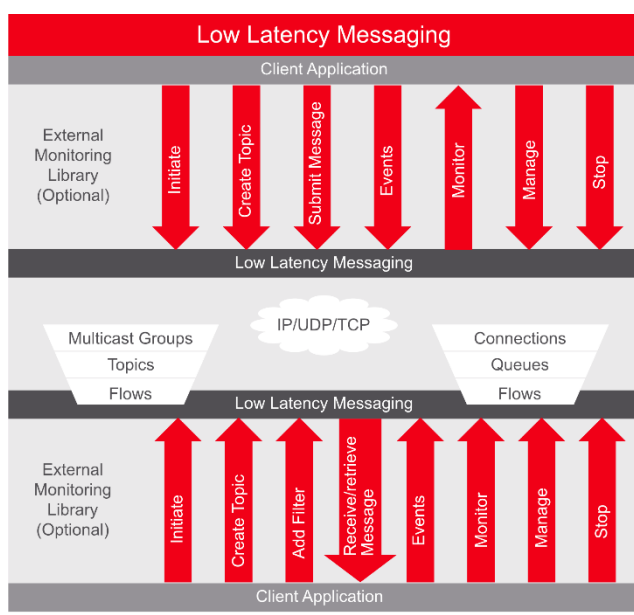 Low Latency Messaging
Client Application
External
Monitoring
Library
(Optional)
Initiate
Create Topic
Submit Message
Events
Monitor
Manage
Stop
Low Latency Messaging
IP/UDP/TCP
Multicast Groups
Topics
Flows
Connections
Queues
Flows
Low Latency Messaging
External
Monitoring
Library
(Optional)
Initiate
Create Topic
Add Filter
Receive/retrieve
Message
Events
Monitor
Manage
Stop
Client Application